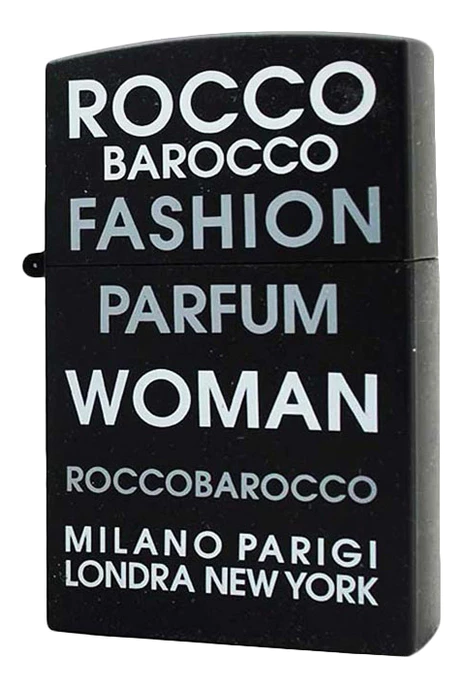 ROCCO
BAROCCO
FASHION
PARFUM
WOMAN
ROCCOBAROCCO
MILANO PARIGI
LONDRA NEW YORK